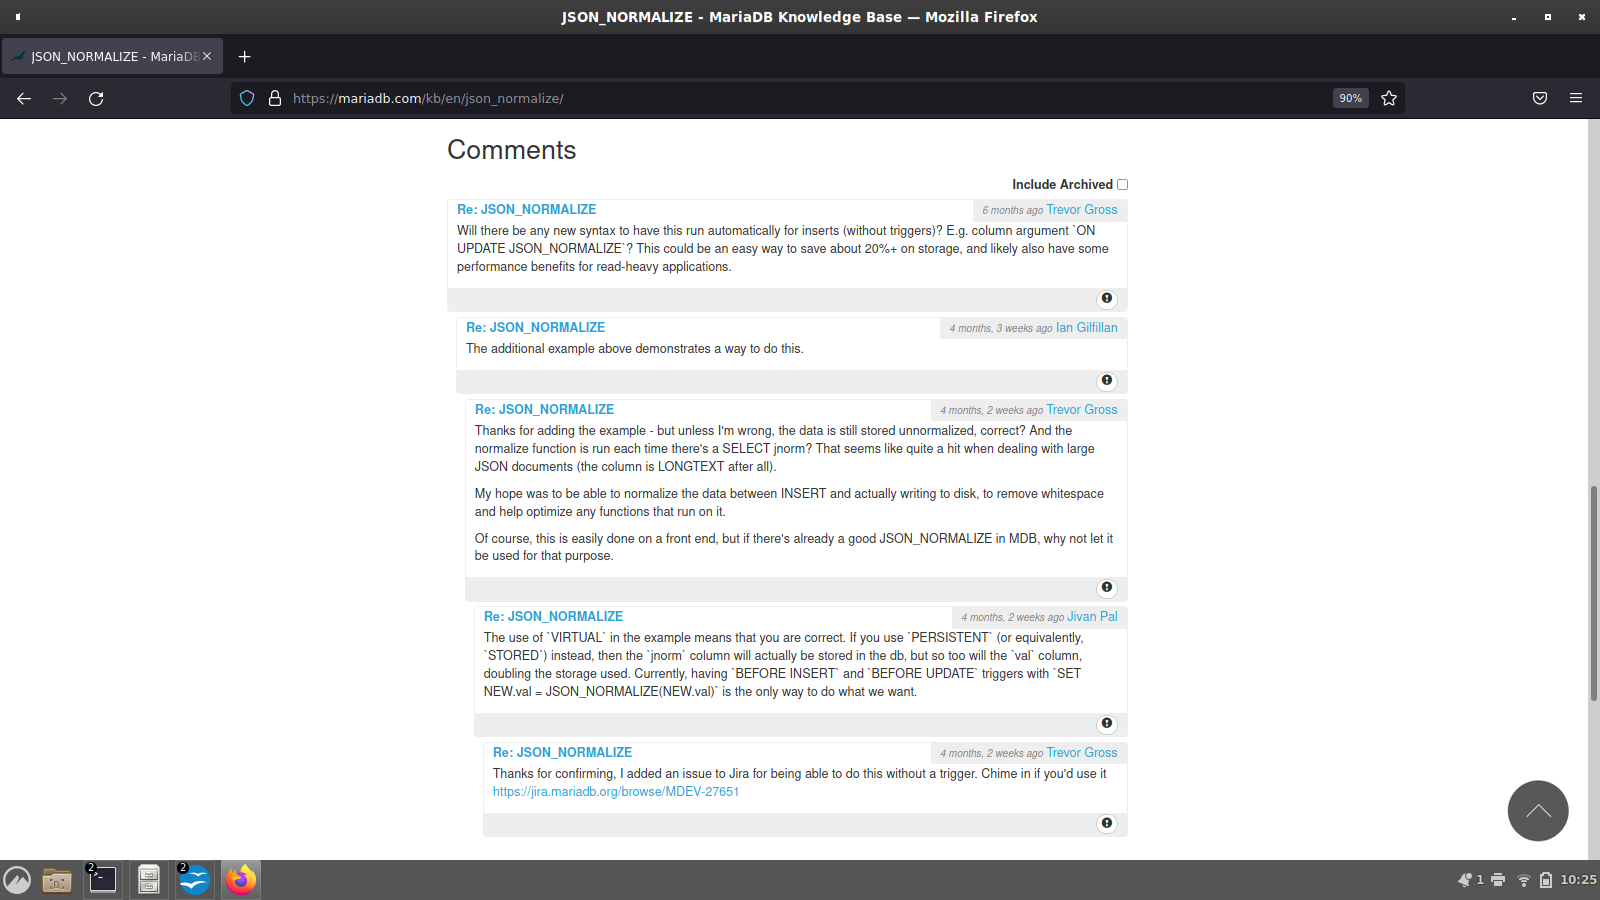 JSON_NORMALIZE - MariaDB Knowledge Base — Mozilla Firefox
JSON_NORMALIZE - MariaDB
https://mariadb.com/kb/en/json_normalize/
90%
Comments
Include Archived
Re: JSON_NORMALIZE
6 months ago Trevor Gross
Will there be any new syntax to have this run automatically for inserts (without triggers)? E.g. column argument `ON
UPDATE JSON_NORMALIZE`? This could be an easy way to save about 20%+ on storage, and likely also have some
performance benefits for read-heavy applications.
Re: JSON_NORMALIZE
4 months, 3 weeks ago Ian Gilfillan
The additional example above demonstrates a way to do this.
Re: JSON_NORMALIZE
4 months, 2 weeks ago Trevor Gross
Thanks for adding the example - but unless I'm wrong, the data is still stored unnormalized, correct? And the
normalize function is run each time there's a SELECT jnorm? That seems like quite a hit when dealing with large
JSON documents (the column is LONGTEXT after all).
My hope was to be able to normalize the data between INSERT and actually writing to disk, to remove whitespace
and help optimize any functions that run on it.
Of course, this is easily done on a front end, but if there's already a good JSON_NORMALIZE in MDB, why not let it
be used for that purpose.
Re: JSON_NORMALIZE
4 months, 2 weeks ago Jivan Pal
The use of `VIRTUAL` in the example means that you are correct. If you use `PERSISTENT` (or equivalently,
`STORED`) instead, then the `jnorm` column will actually be stored in the db, but so too will the `val` column,
doubling the storage used. Currently, having `BEFORE INSERT` and `BEFORE UPDATE` triggers with `SET
NEW.val = JSON_NORMALIZE(NEW.val)` is the only way to do what we want.
Re: JSON_NORMALIZE
4 months, 2 weeks ago Trevor Gross
Thanks for confirming, I added an issue to Jira for being able to do this without a trigger. Chime in if you'd use it
https://jira.mariadb.org/browse/MDEV-27651
2
2
1
10:25